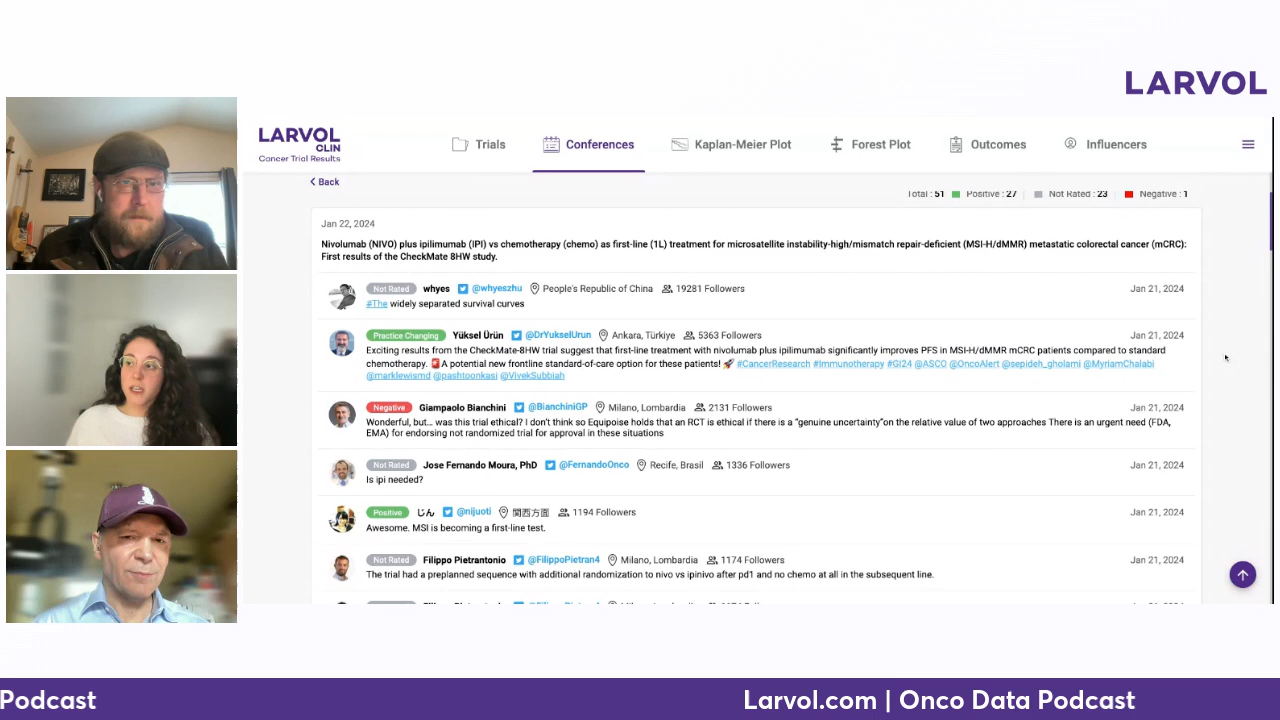 LARVOL
LARVOL
CLIN
Cancer Trial Results
Trials
Conferences
Kaplan-Meier Plot
Forest Plot
Outcomes
Influencers
Back
Total : 51 Positive : 27 Not Rated : 23 Negative : 1
Jan 22, 2024
Nivolumab (NIVO) plus ipilimumab (IPI) vs chemotherapy (chemo) as first-line (1L) treatment for microsatellite instability-high/mismatch repair-deficient (MSI-H/dMMR) metastatic colorectal cancer (mCRC):
First results of the CheckMate 8HW study.
Not Rated whyes @whyeszhu People's Republic of China 19281 Followers Jan 21, 2024
#The widely separated survival curves
Practice Changing Yüksel Ürün @DrYukselUrun Ankara, Türkiye 5363 Followers Jan 21, 2024
Exciting results from the CheckMate-8HW trial suggest that first-line treatment with nivolumab plus ipilimumab significantly improves PFS in MSI-H/dMMR mCRC patients compared to standard
chemotherapy. 🚨A potential new frontline standard-of-care option for these patients! 🚀 #CancerResearch #Immunotherapy #GI24 @ASCO @OncoAlert @sepideh_gholami @MyriamChalabi
@marklewismd @pashtoonkasi @VivekSubbiah
Negative Giampaolo Bianchini @BianchiniGP Milano, Lombardia 2131 Followers Jan 21, 2024
Wonderful, but… was this trial ethical? I don't think so Equipoise holds that an RCT is ethical if there is a "genuine uncertainty"on the relative value of two approaches There is an urgent need (FDA,
EMA) for endorsing not randomized trial for approval in these situations
Not Rated Jose Fernando Moura, PhD @FernandoOnco Recife, Brasil 1336 Followers Jan 21, 2024
Is ipi needed?
Positive じん @nijuoti 関西方面 1194 Followers Jan 21, 2024
Awesome. MSI is becoming a first-line test.
Not Rated Filippo Pietrantonio @FilippoPietran4 Milano, Lombardia 1174 Followers Jan 21, 2024
The trial had a preplanned sequence with additional randomization to nivo vs ipinivo after pd1 and no chemo at all in the subsequent line.
Podcast
Larvol.com | Onco Data Podcast